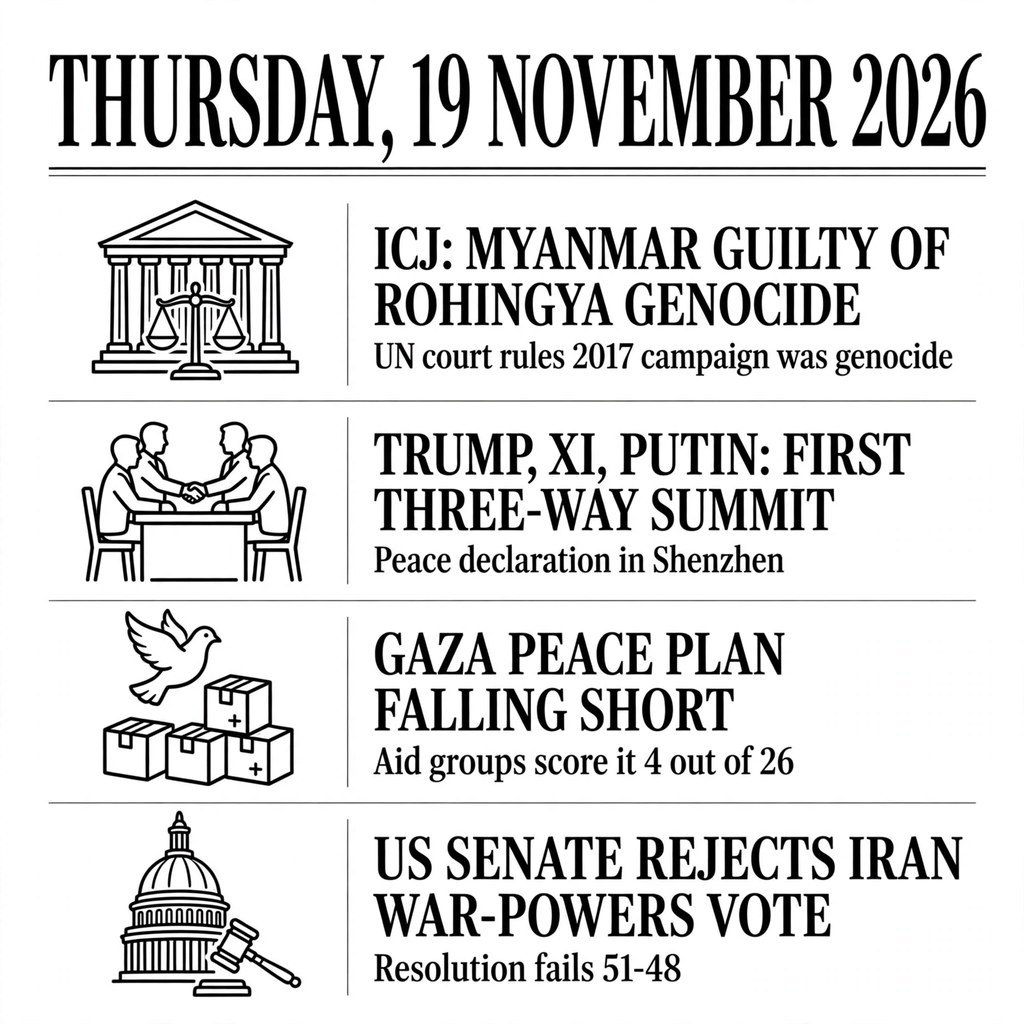 THURSDAY, 19 NOVEMBER 2026
ICJ: MYANMAR GUILTY OF
ROHINGYA GENOCIDE
UN court rules 2017 campaign was genocide
TRUMP, XI, PUTIN: FIRST
THREE-WAY SUMMIT
Peace declaration in Shenzhen
GAZA PEACE PLAN
FALLING SHORT
Aid groups score it 4 out of 26
US SENATE REJECTS IRAN
WAR-POWERS VOTE
Resolution fails 51-48